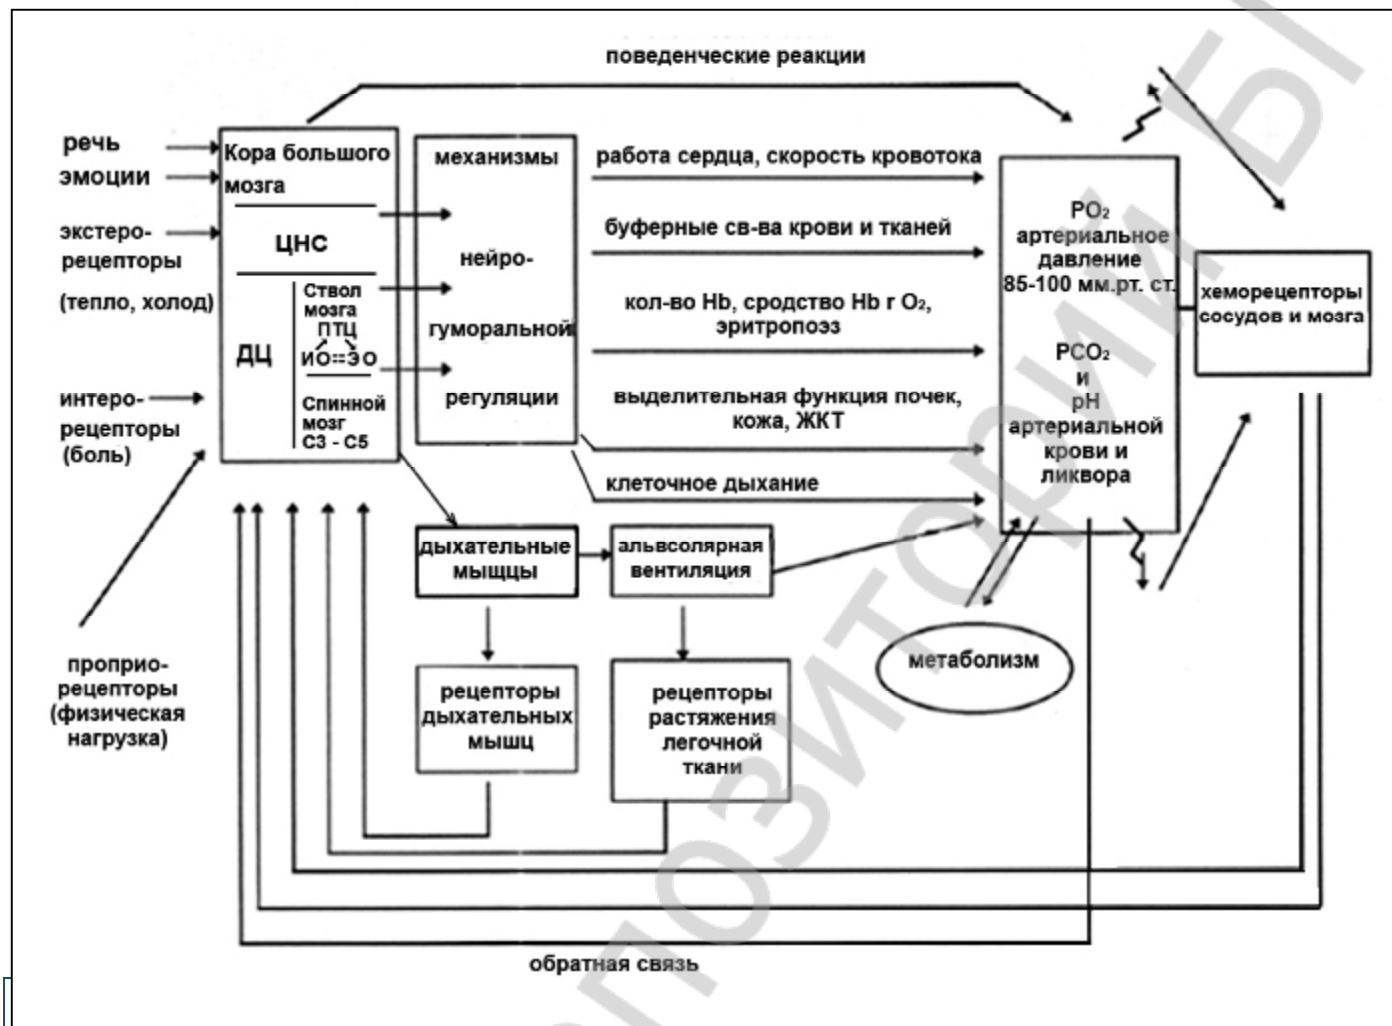 поведенческие реакции
речь
эмоции
экстеро-
рецепторы
(тепло, холод)
интеро-
рецепторы
(боль)
проприо-
рецепторы
(физическая
нагрузка)
Кора большого
мозга
ЦНС
ДЦ
Ствол
мозга
ПТЦ
ИО==ЭО
Спинной
мозг
С3 - С5
механизмы
нейро-
гуморальной
регуляции
работа сердца, скорость кровотока
буферные св-ва крови и тканей
кол-во Hb, сродство Hb г O₂,
эритропоэз
выделительная функция почек,
кожа, ЖКТ
клеточное дыхание
PO₂
артериальное
давление
85-100 мм.рт. ст.
PCO₂
и
pH
артериальной
крови и
ликвора
хеморецепторы
сосудов и мозга
дыхательные
мыщцы
альвсолярная
вентиляция
рецепторы
дыхательных
мышц
рецепторы
растяжения
легочной
ткани
метаболизм
обратная связь
позитории БГ